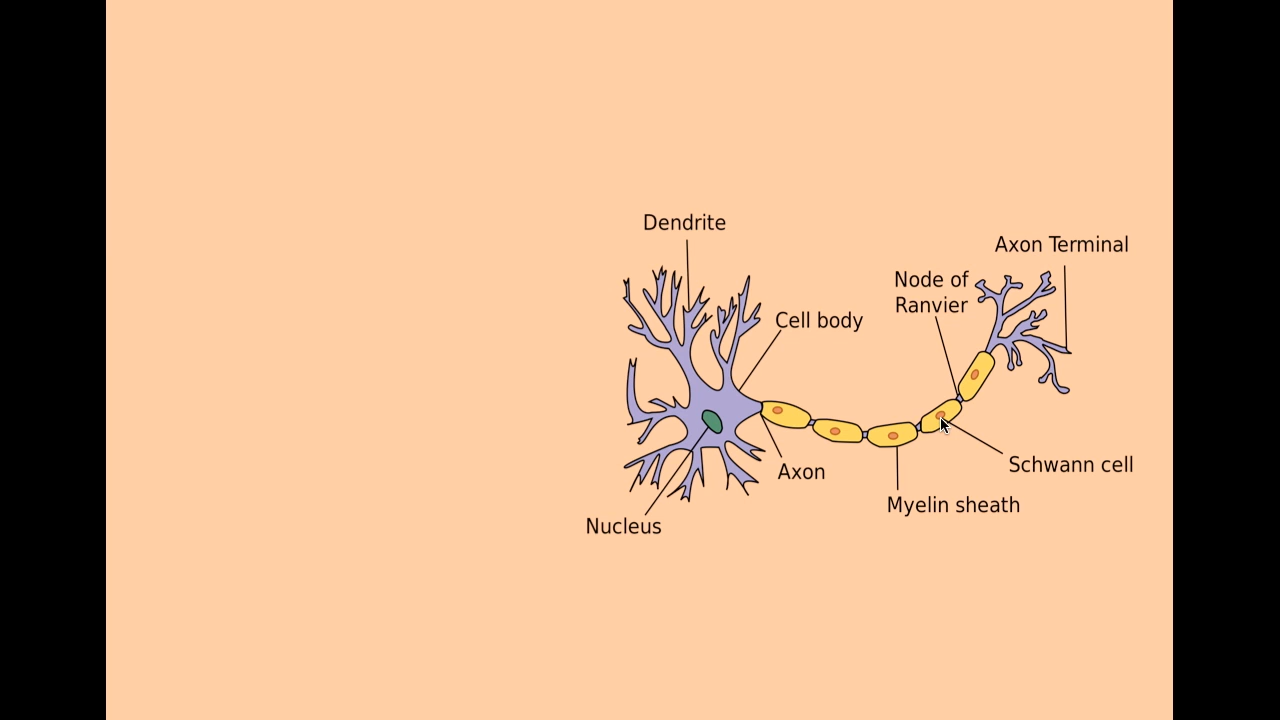 Dendrite
Axon Terminal
Node of
Ranvier
Cell body
Schwann cell
Axon
Myelin sheath
Nucleus